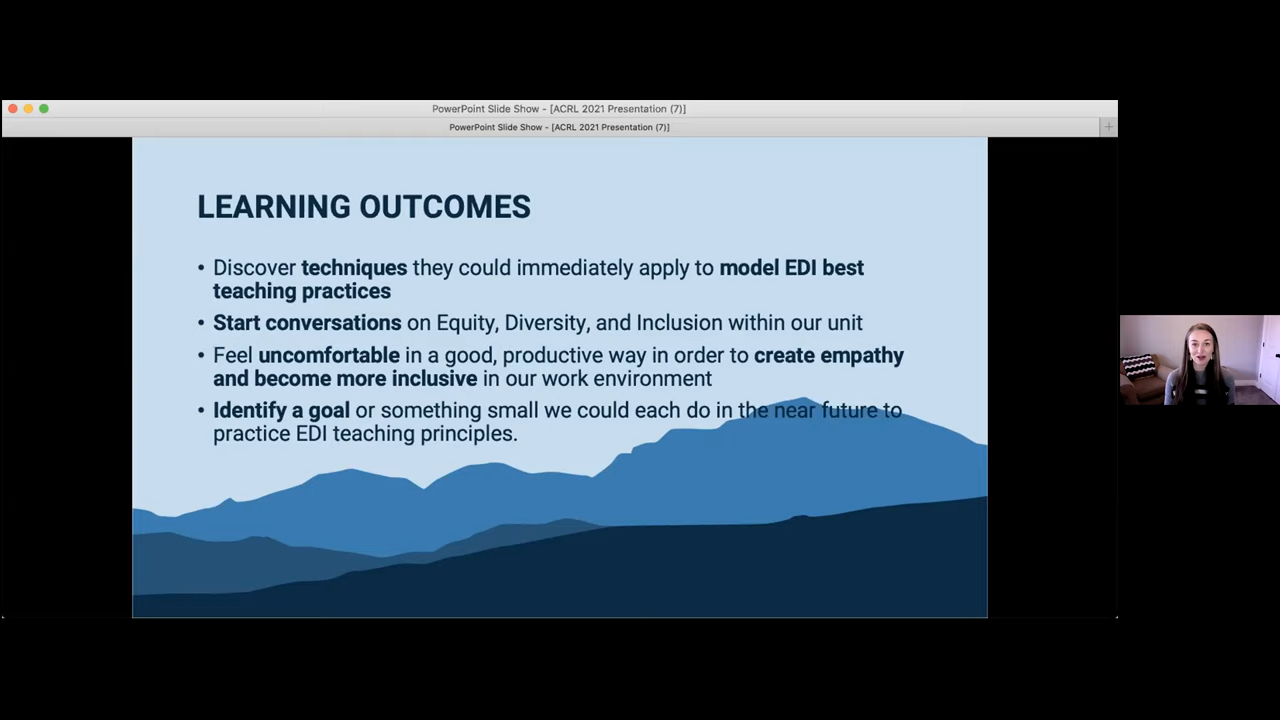 PowerPoint Slide Show - [ACRL 2021 Presentation (7)]
PowerPoint Slide Show - [ACRL 2021 Presentation (7)]
LEARNING OUTCOMES
• Discover techniques they could immediately apply to model EDI best
teaching practices
• Start conversations on Equity, Diversity, and Inclusion within our unit
• Feel uncomfortable in a good, productive way in order to create empathy
and become more inclusive in our work environment
• Identify a goal or something small we could each do in the near future to
practice EDI teaching principles.